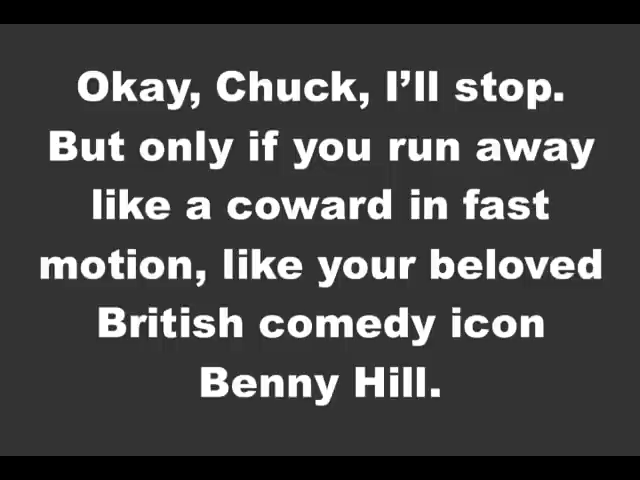 Okay, Chuck, I’ll stop.
But only if you run away
like a coward in fast
motion, like your beloved
British comedy icon
Benny Hill.